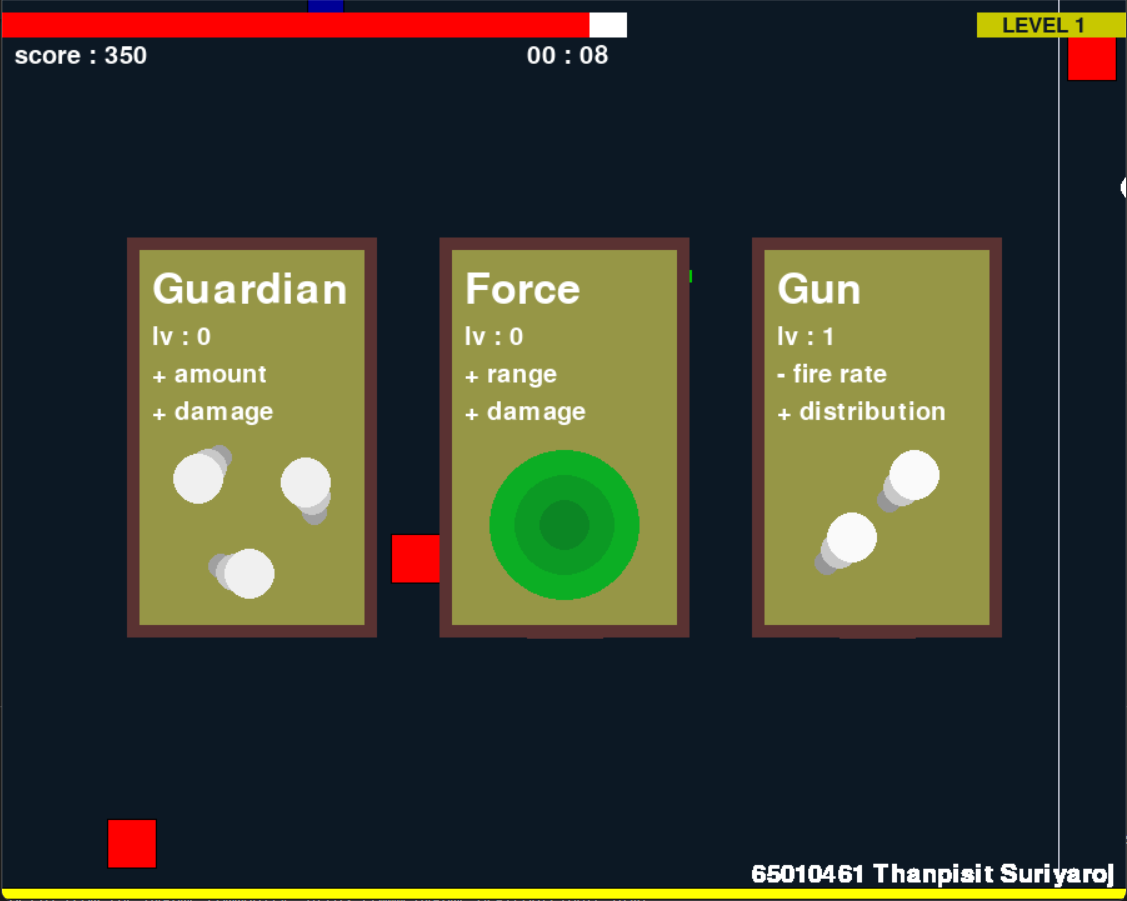 LEVEL 1
score : 350
00 : 08
Guardian
lv : 0
+ amount
+ damage
Force
lv : 0
+ range
+ damage
Gun
lv : 1
- fire rate
+ distribution
65010461 Thanpisit Suriyaroj